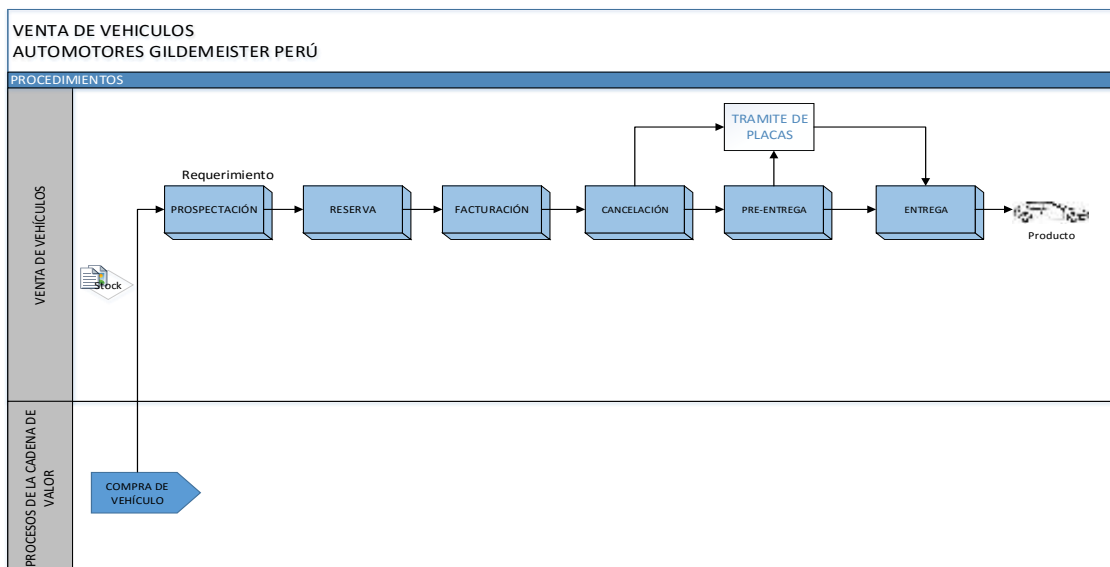 VENTA DE VEHICULOS
AUTOMOTORES GILDEMEISTER PERÚ
PROCEDIMIENTOS
VENTA DE VEHÍCULOS
Requerimiento
PROSPECTACIÓN
RESERVA
FACTURACIÓN
CANCELACIÓN
TRAMITE DE
PLACAS
PRE-ENTREGA
ENTREGA
Producto
Stock
PROCESOS DE LA CADENA DE
VALOR
COMPRA DE
VEHÍCULO